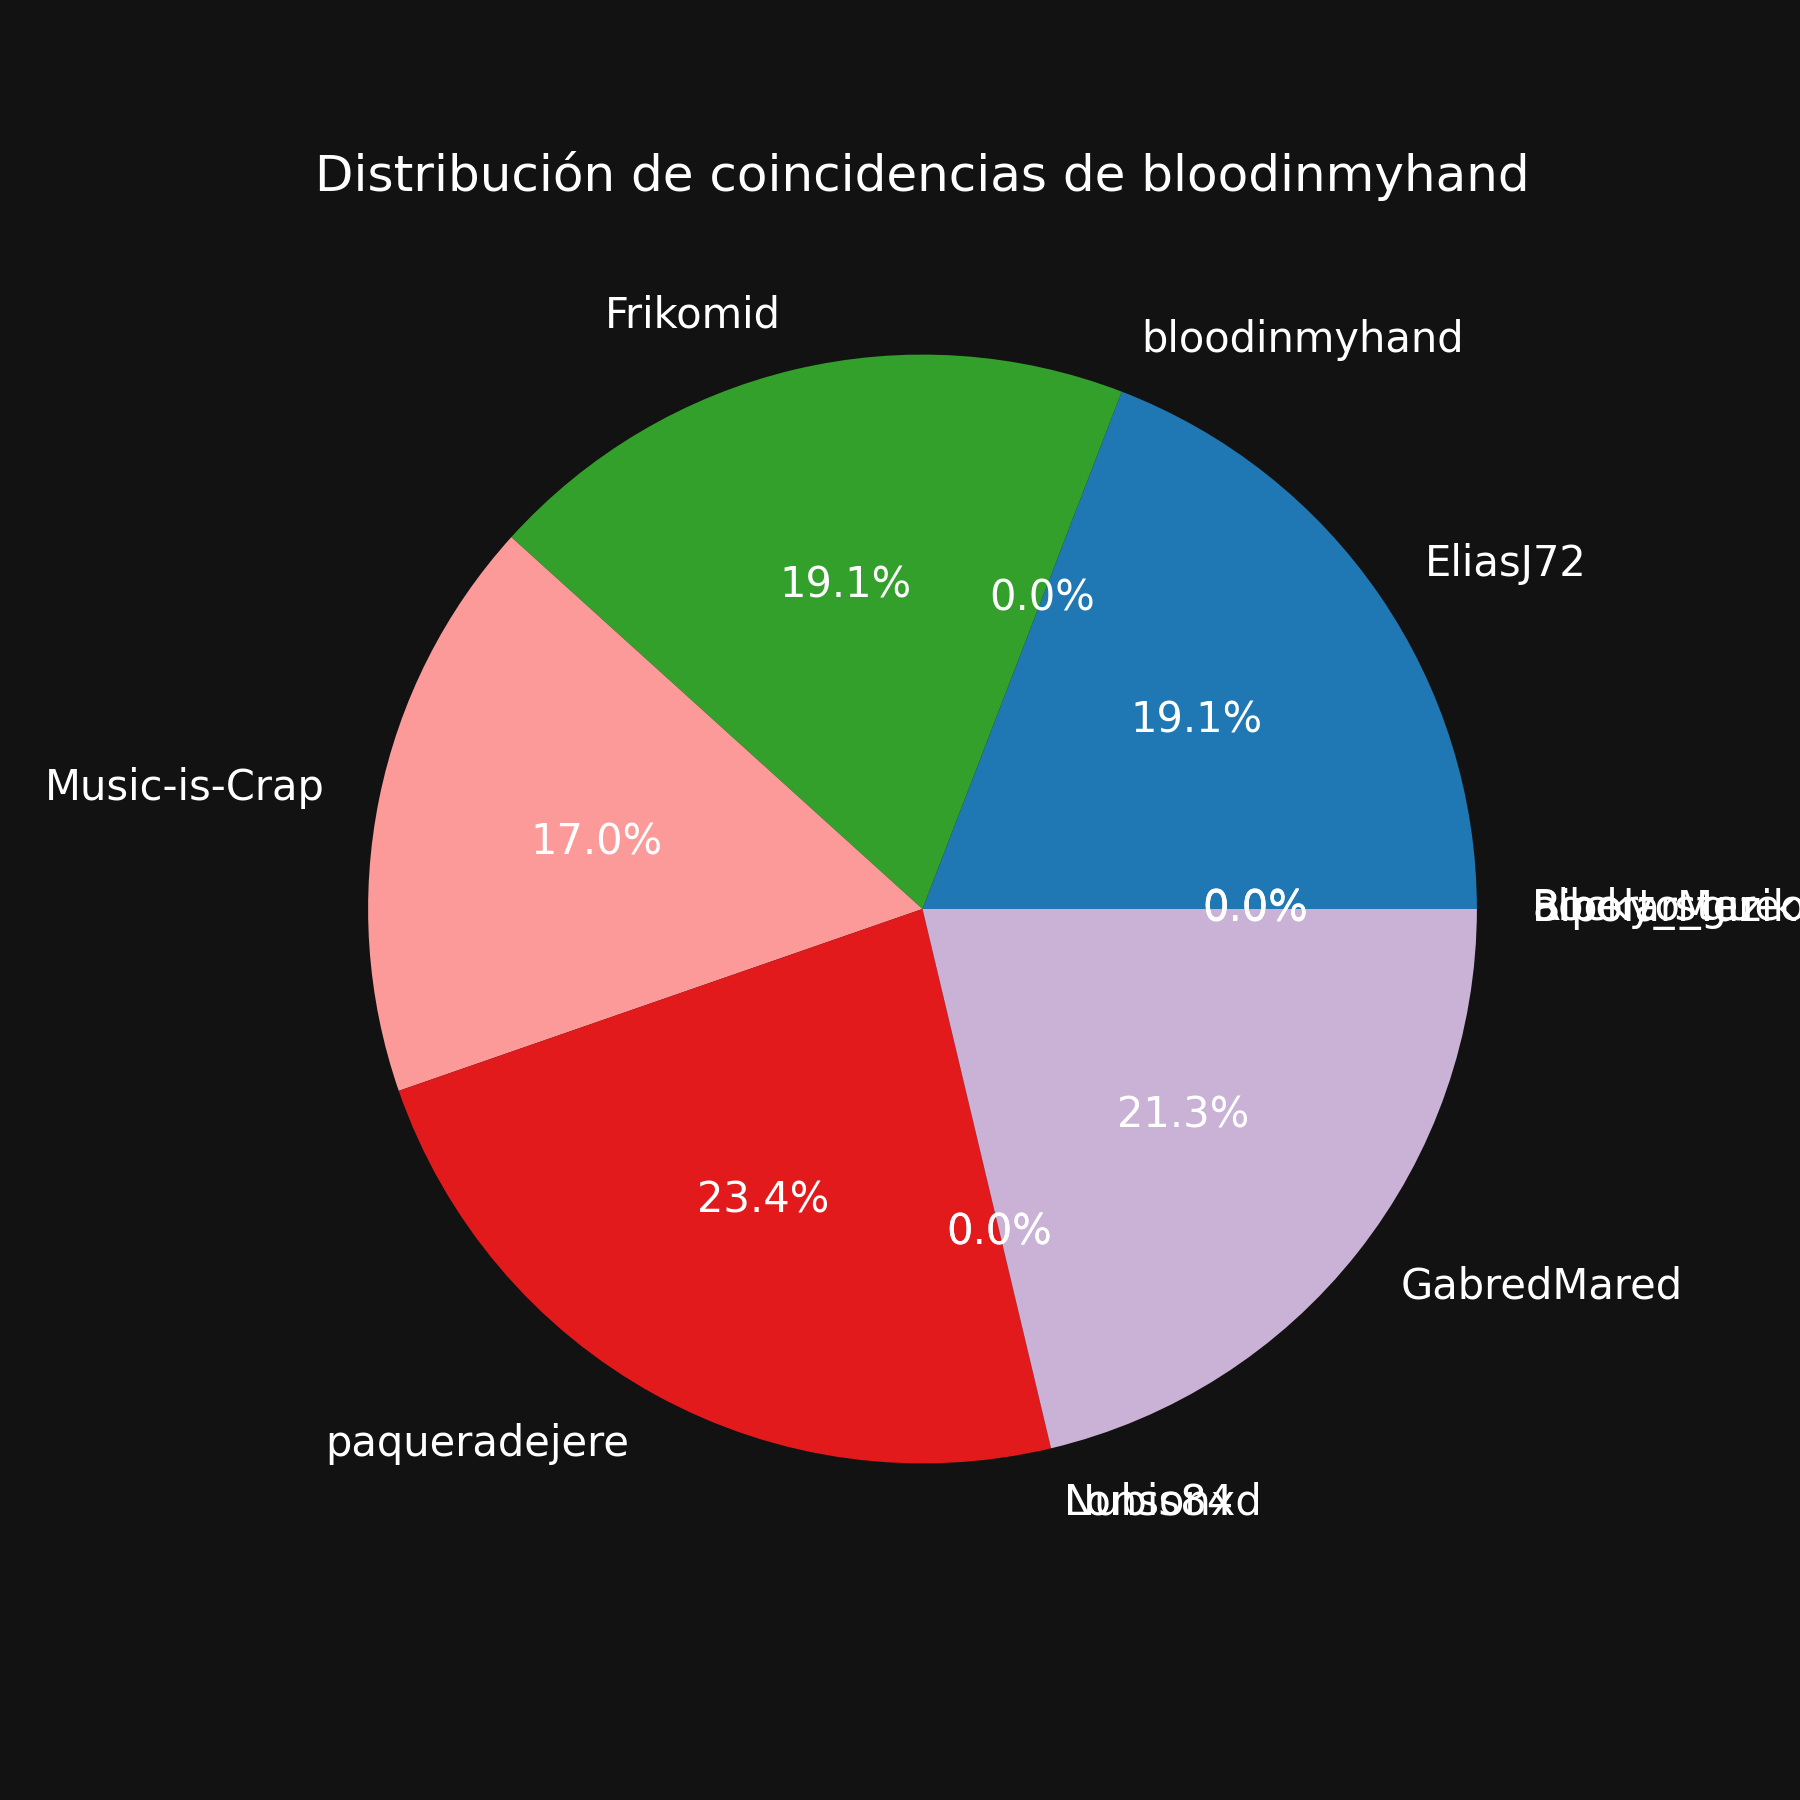 Distribución de coincidencias de bloodinmyhand
Frikomid
bloodinmyhand
EliasJ72
19.1%
0.0%
19.1%
Music-is-Crap
17.0%
0.0%
21.3%
23.4%
0.0%
GabredMared
paqueradejere